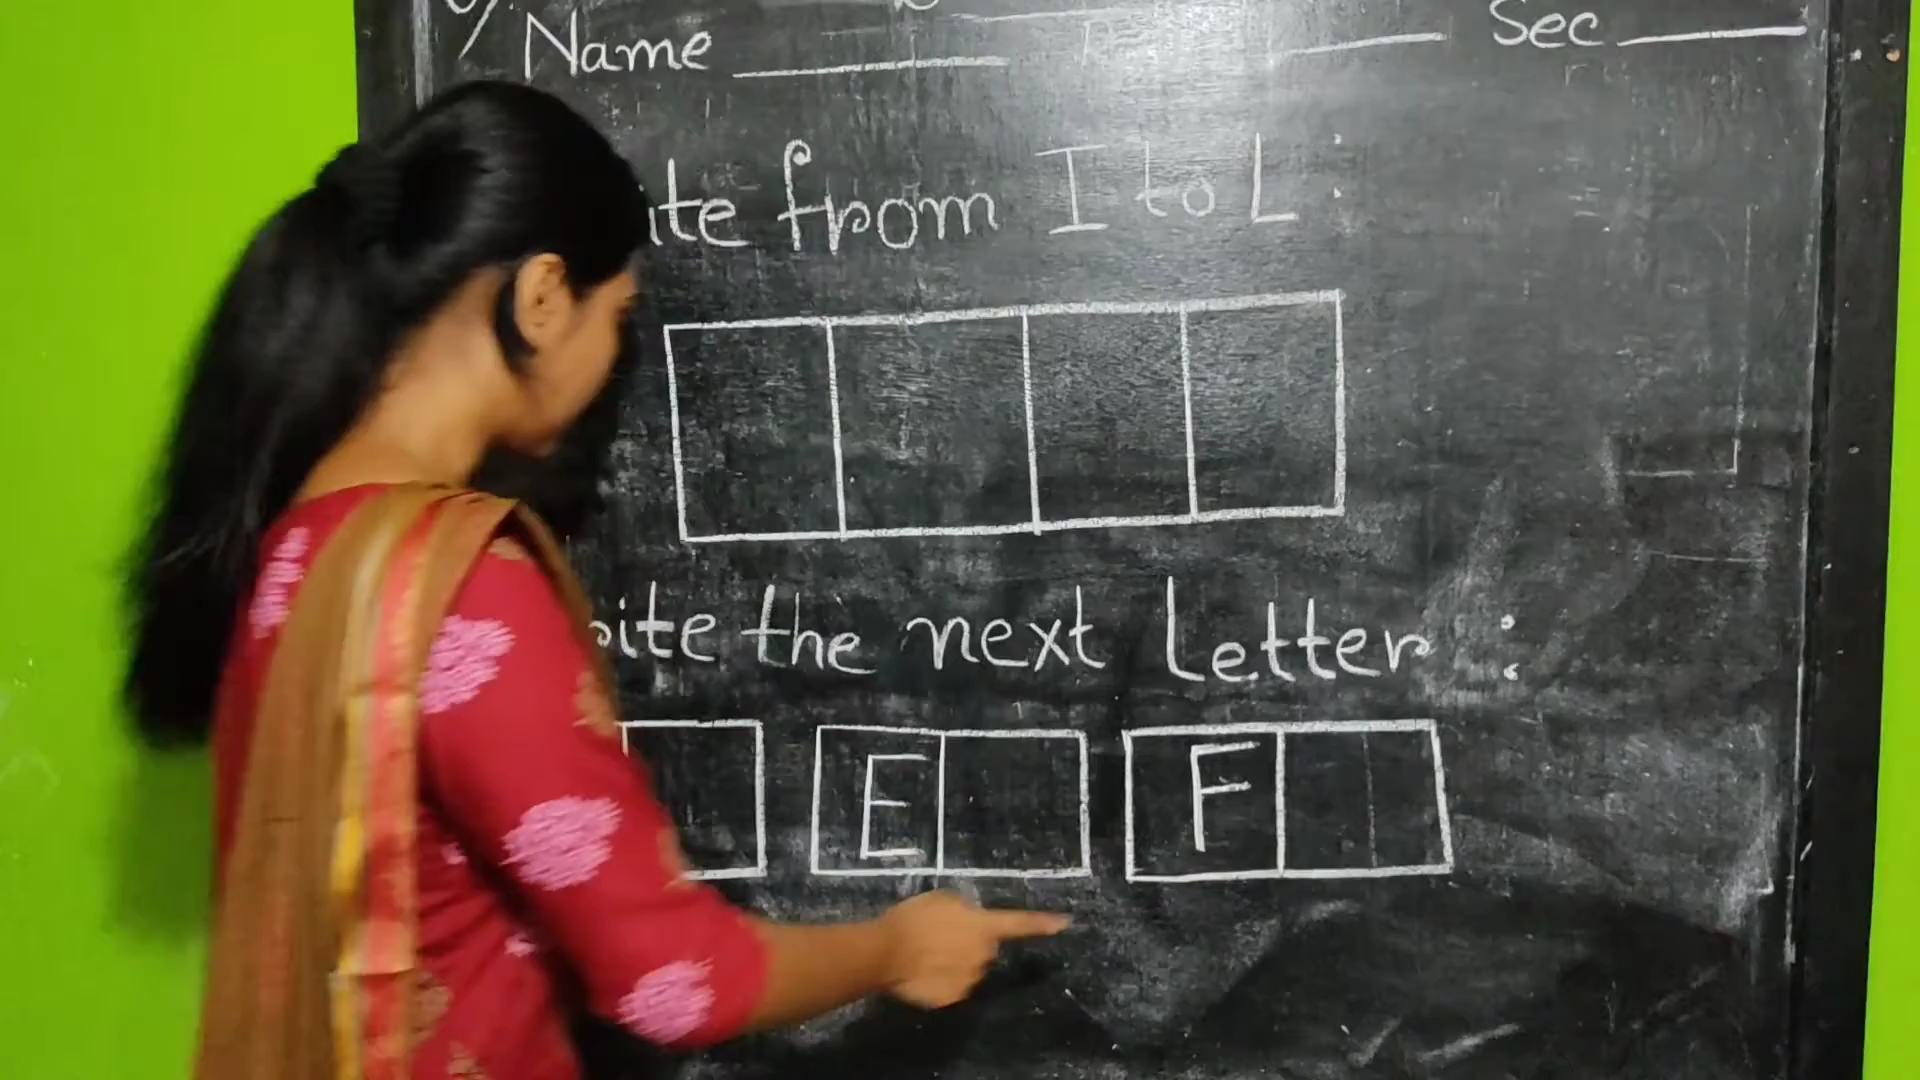 Name Sec
ite from I to L :
ite the next Letter :
E F